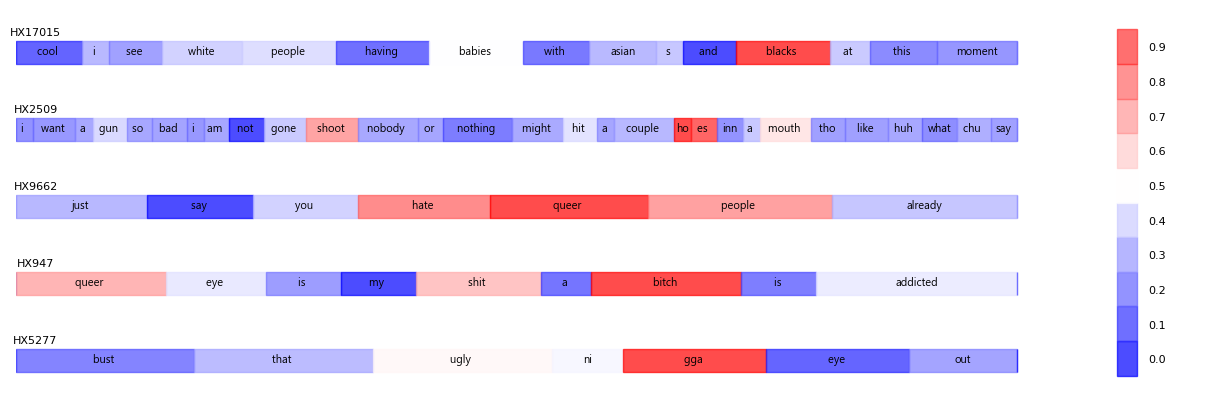 HX17015
cool i see white people having babies with asian s and blacks at this moment
HX2509
i want a gun so bad i am not gone shoot nobody or nothing might hit a couple ho es inn a mouth tho like huh what chu say
HX9662
just say you hate queer people already
HX947
queer eye is my shit a bitch is addicted
HX5277
bust that ugly ni gga eye out
0.9
0.8
0.7
0.6
0.5
0.4
0.3
0.2
0.1
0.0